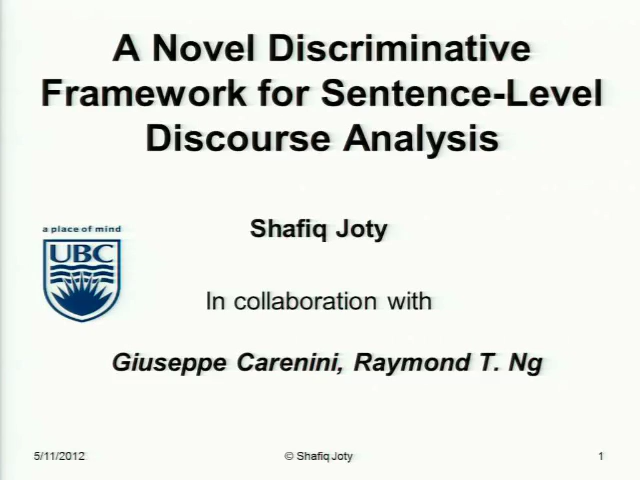 A Novel Discriminative
Framework for Sentence-Level
Discourse Analysis
Shafiq Joty
a place of mind
UBC
In collaboration with
Giuseppe Carenini, Raymond T. Ng
5/11/2012
© Shafiq Joty
1